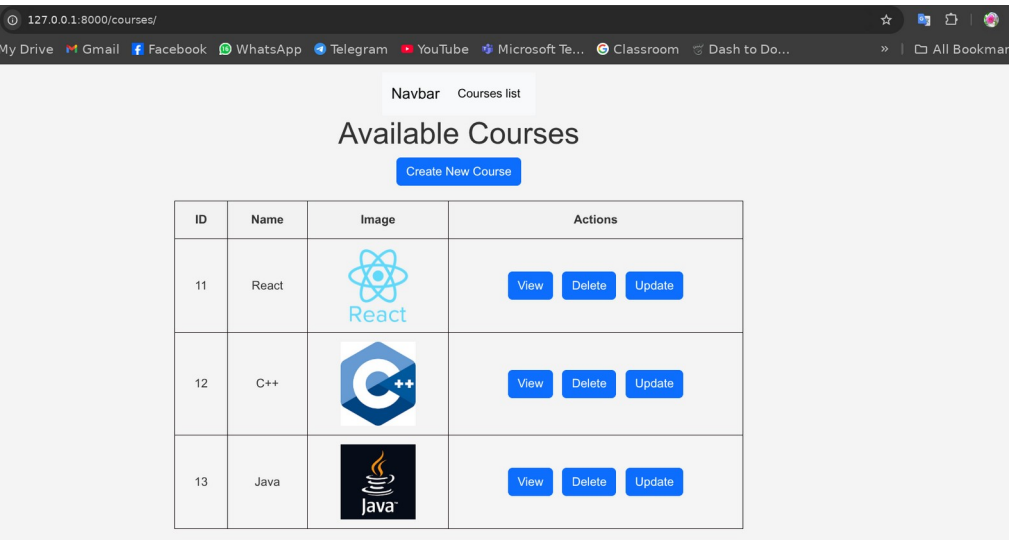 127.0.0.1:8000/courses/
My Drive Gmail Facebook WhatsApp Telegram YouTube Microsoft Te... Classroom Dash to Do... » All Bookmar
Navbar Courses list
Available Courses
Create New Course
ID Name Image Actions
11 React React View Delete Update
12 C++ C++ View Delete Update
13 Java Java View Delete Update